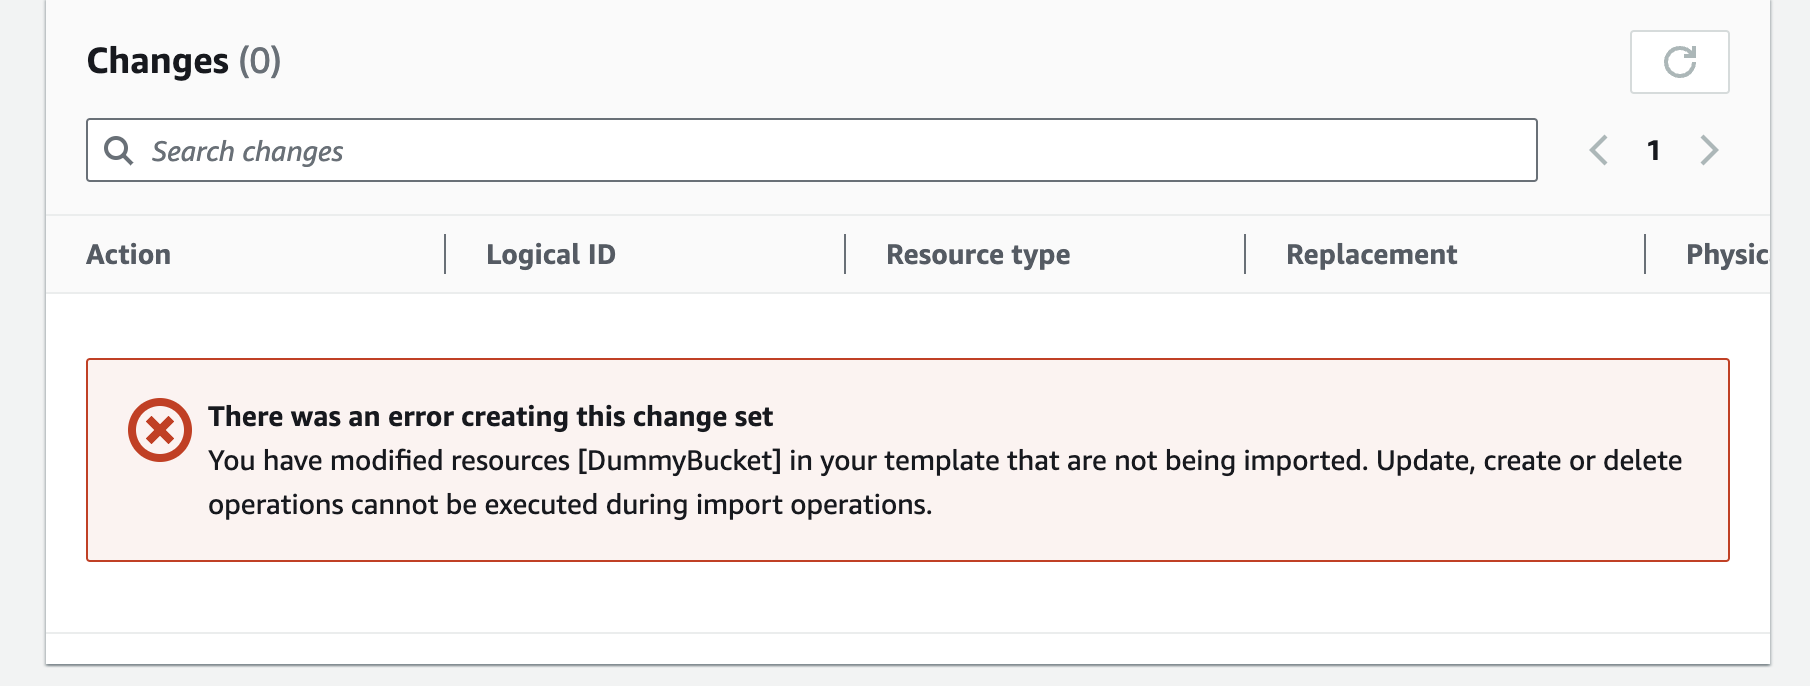 Changes (0)
Search changes
1
Action
Logical ID
Resource type
Replacement
Physic
There was an error creating this change set
You have modified resources [DummyBucket] in your template that are not being imported. Update, create or delete
operations cannot be executed during import operations.